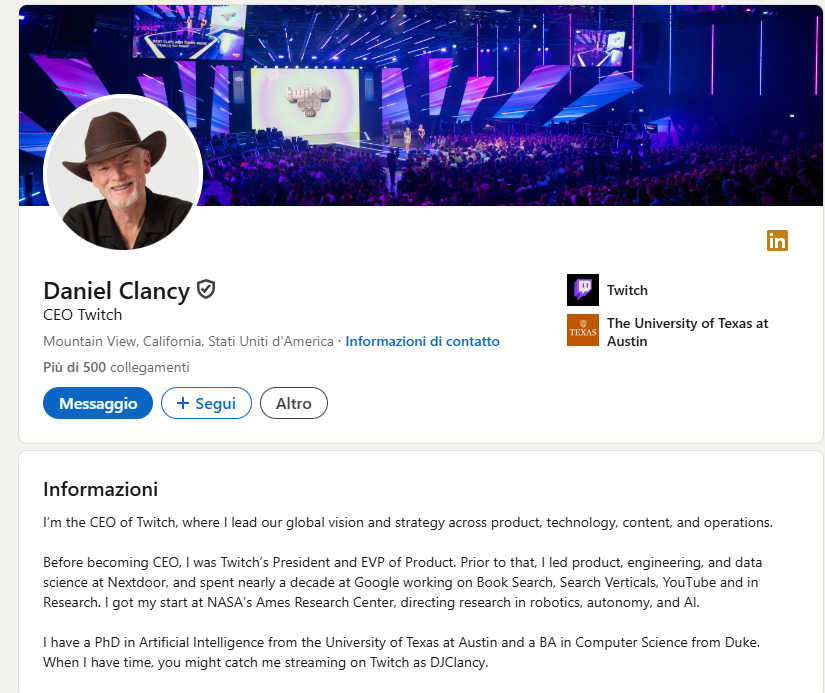 Daniel Clancy
CEO Twitch
Mountain View, California, Stati Uniti d'America · Informazioni di contatto
Più di 500 collegamenti
Messaggio
+ Segui
Altro
in
Twitch
TEXAS
The University of Texas at
Austin
Informazioni
I’m the CEO of Twitch, where I lead our global vision and strategy across product, technology, content, and operations.
Before becoming CEO, I was Twitch’s President and EVP of Product. Prior to that, I led product, engineering, and data
science at Nextdoor, and spent nearly a decade at Google working on Book Search, Search Verticals, YouTube and in
Research. I got my start at NASA’s Ames Research Center, directing research in robotics, autonomy, and AI.
I have a PhD in Artificial Intelligence from the University of Texas at Austin and a BA in Computer Science from Duke.
When I have time, you might catch me streaming on Twitch as DJClancy.